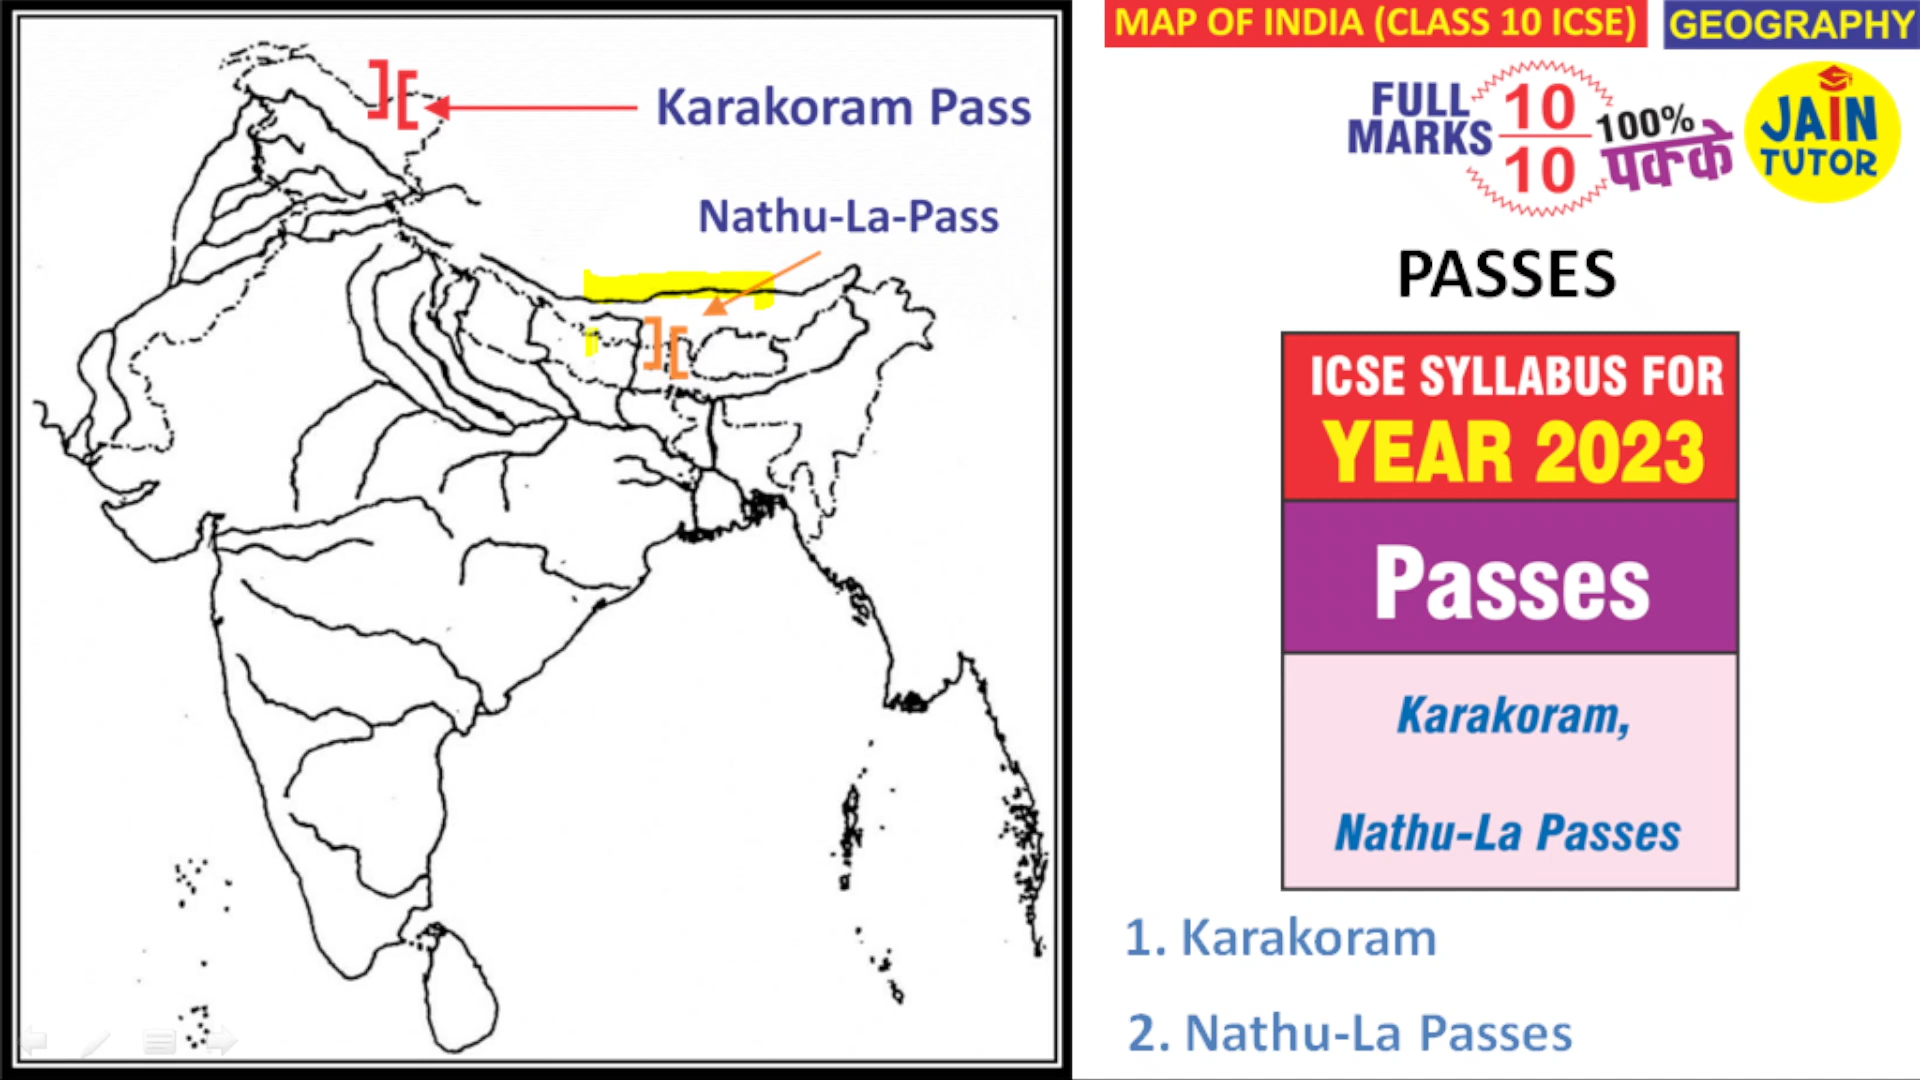 MAP OF INDIA (CLASS 10 ICSE)
GEOGRAPHY
FULL
MARKS
10
10
100%
पक्के
JAIN
TUTOR
Karakoram Pass
Nathu-La-Pass
PASSES
ICSE SYLLABUS FOR
YEAR 2023
Passes
Karakoram,
Nathu-La Passes
1. Karakoram
2. Nathu-La Passes